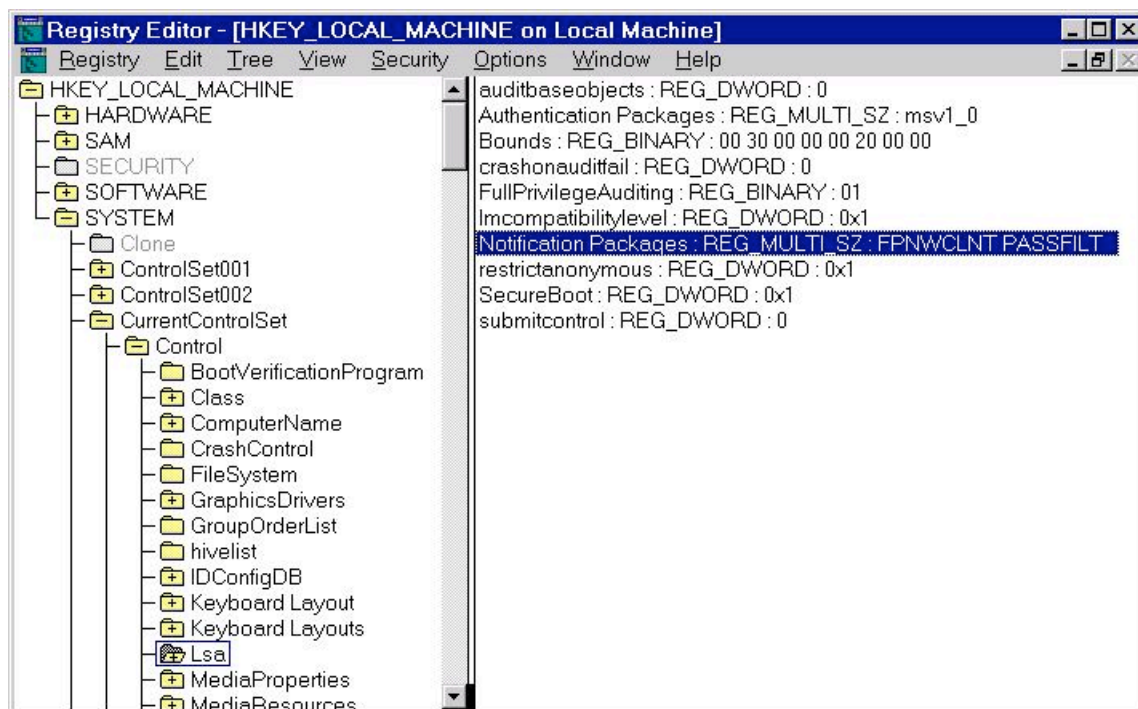 Registry Editor - [HKEY_LOCAL_MACHINE on Local Machine]
Registry Edit Tree View Security Options Window Help
HKEY_LOCAL_MACHINE
HARDWARE
SAM
SECURITY
SOFTWARE
SYSTEM
Clone
ControlSet001
ControlSet002
CurrentControlSet
Control
BootVerificationProgram
Class
ComputerName
CrashControl
FileSystem
GraphicsDrivers
GroupOrderList
hivelist
IDConfigDB
Keyboard Layout
Keyboard Layouts
Lsa
MediaProperties
MediaResources
auditbaseobjects : REG_DWORD : 0
Authentication Packages : REG_MULTI_SZ : msv1_0
Bounds : REG_BINARY : 00 30 00 00 00 20 00 00
crashonauditfail : REG_DWORD : 0
FullPrivilegeAuditing : REG_BINARY : 01
lmcompatibilitylevel : REG_DWORD : 0x1
Notification Packages : REG_MULTI_SZ : FPNWCLNT PASSFILT
restrictanonymous : REG_DWORD : 0x1
SecureBoot : REG_DWORD : 0x1
submitcontrol : REG_DWORD : 0